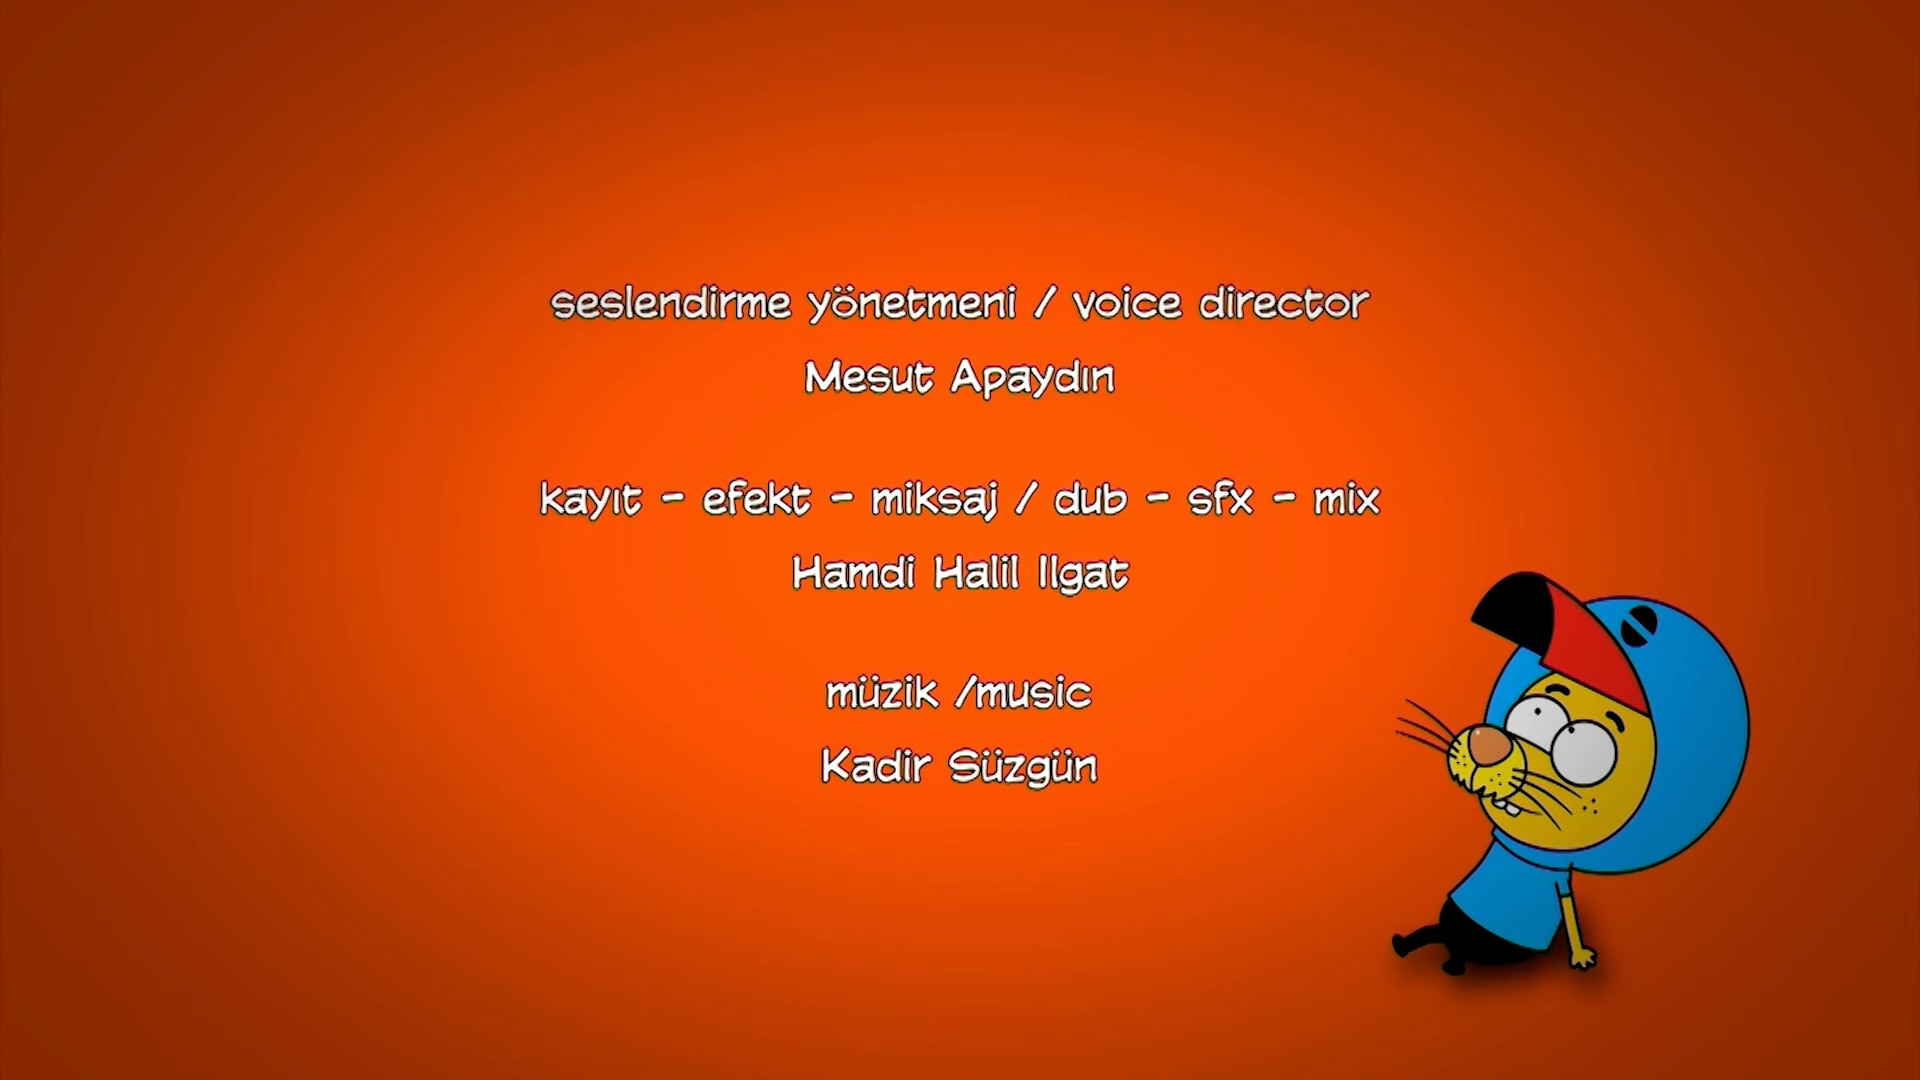 seslendirme yönetmeni / voice director
Mesut Apaydın
kayıt - efekt - miksaj / dub - sfx - mix
Hamdi Halil Ilgat
müzik /music
Kadir Süzgün